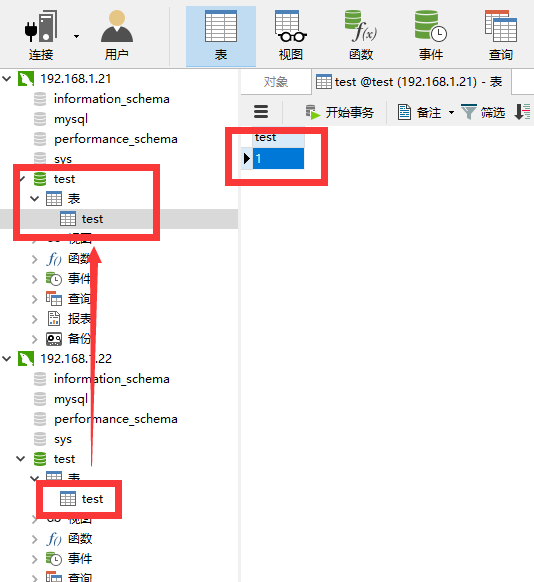 连接 用户 表 视图 函数 事件 查询
192.168.1.21
information_schema
mysql
performance_schema
sys
test
表
test
视图
函数
事件
查询
报表
备份
192.168.1.22
information_schema
mysql
performance_schema
sys
test
表
test
视图
函数
事件
查询
对象 test @test (192.168.1.21) - 表
开始事务 备注 筛选
test
1